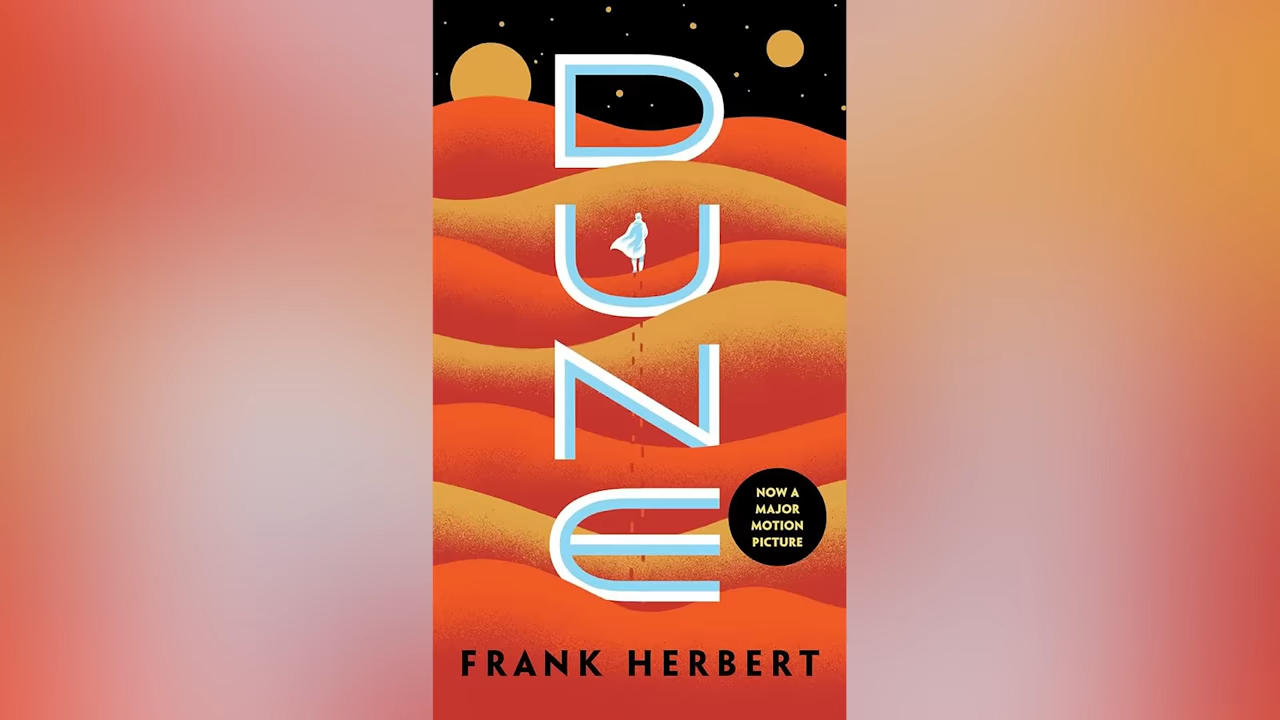 DUNE
NOW A
MAJOR
MOTION
PICTURE
FRANK HERBERT